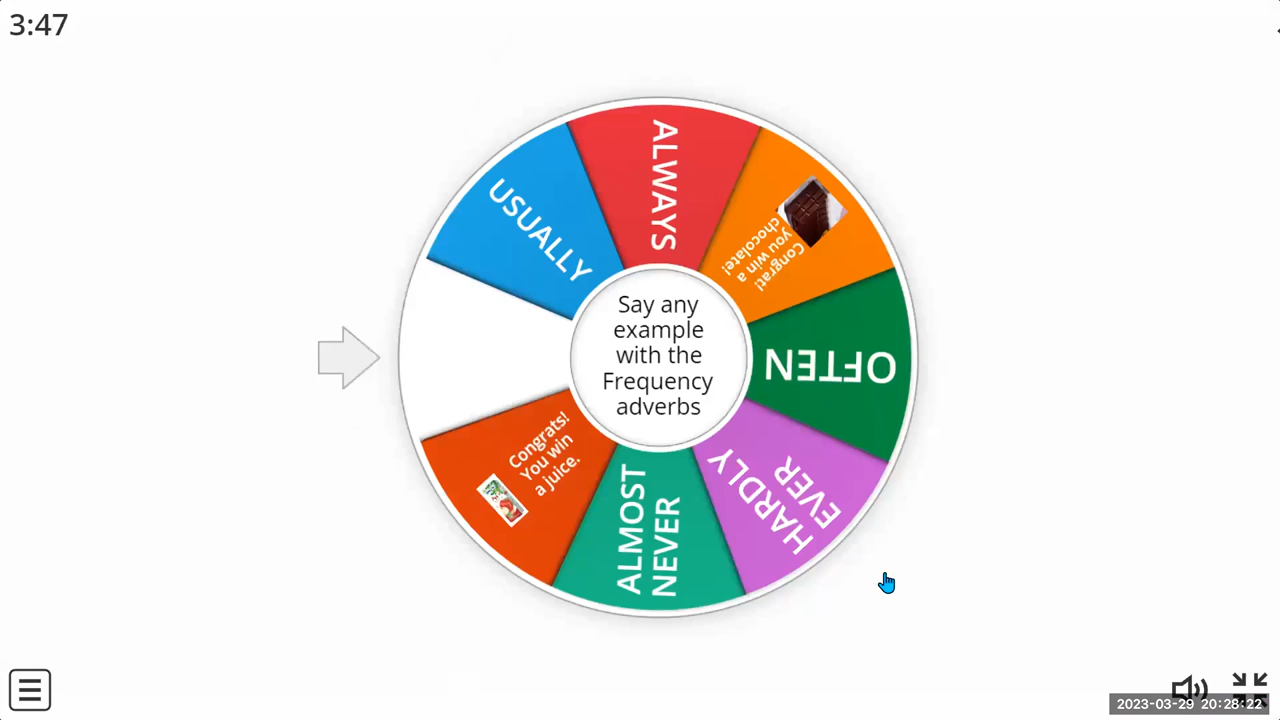 3:47
ALWAYS
USUALLY
Congrat!
you win a
chocolate!
Say any
example
with the
Frequency
adverbs
OFTEN
Congrats!
You win
a juice.
HARDLY
EVER
ALMOST
NEVER
2023-03-29 20:28:22